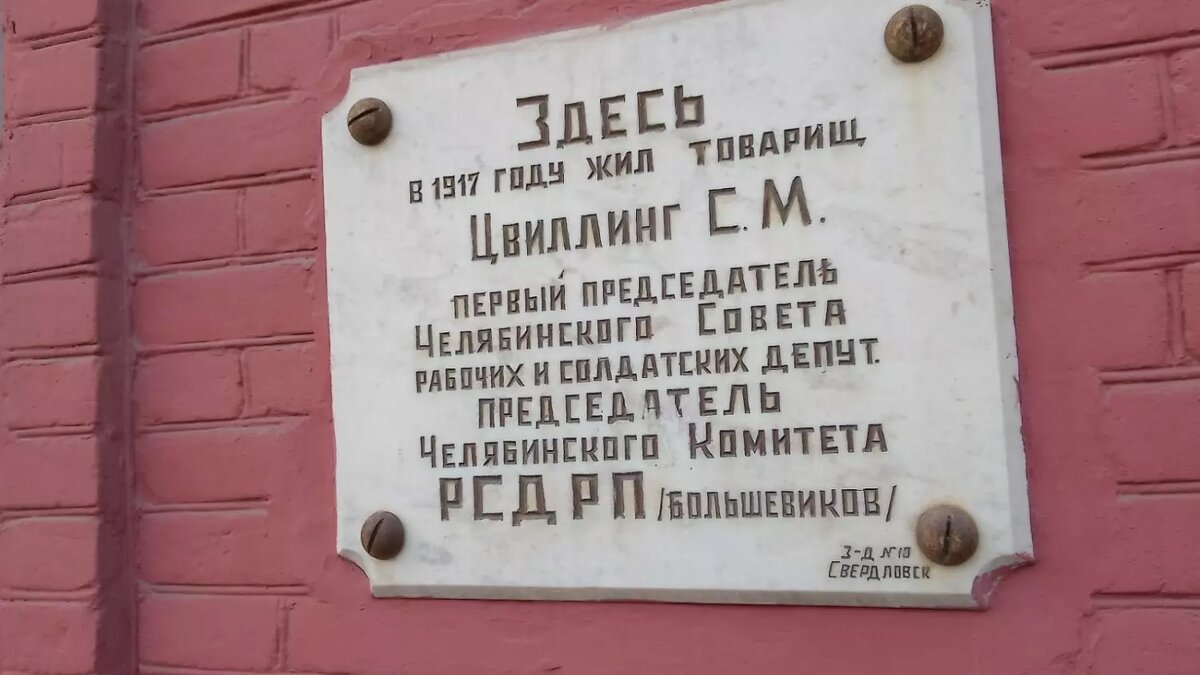 Здесь
в 1917 году жил товарищ
Цвиллинг С.М.
первый председатель
Челябинского Совета
рабочих и солдатских депут.
председатель
Челябинского Комитета
РСДРП /большевиков/
З-д №10
Свердловск